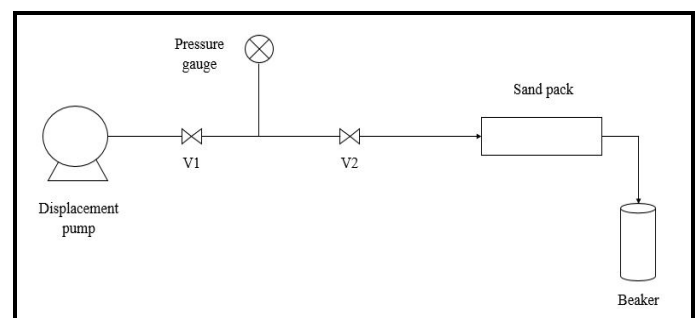 Pressure
gauge
Sand pack
V1
V2
Displacement
pump
Beaker